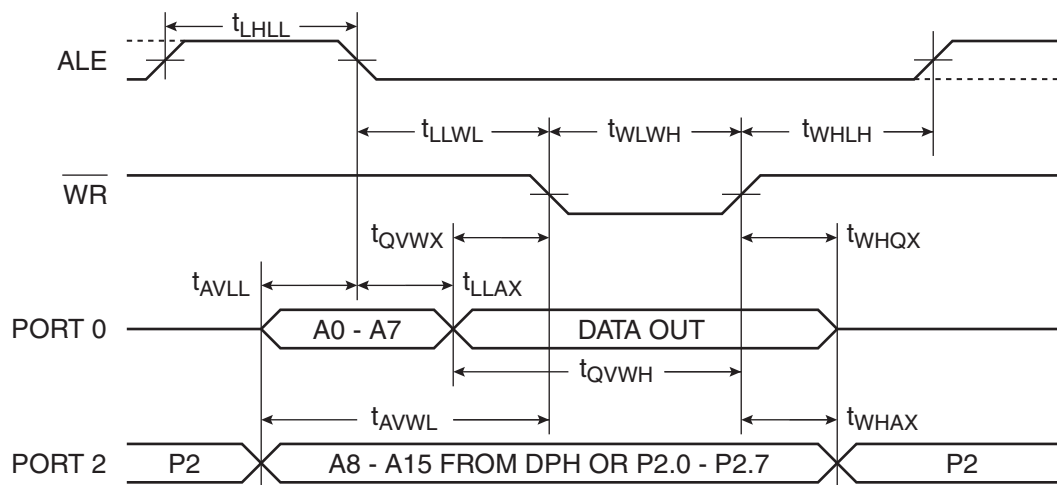 tLHLL
ALE
tLLWL tWLWH tWHLH
WR
tQVWX tWHQX
tAVLL tLLAX
PORT 0 A0 - A7 DATA OUT
tQVWH
tAVWL tWHAX
PORT 2 P2 A8 - A15 FROM DPH OR P2.0 - P2.7 P2